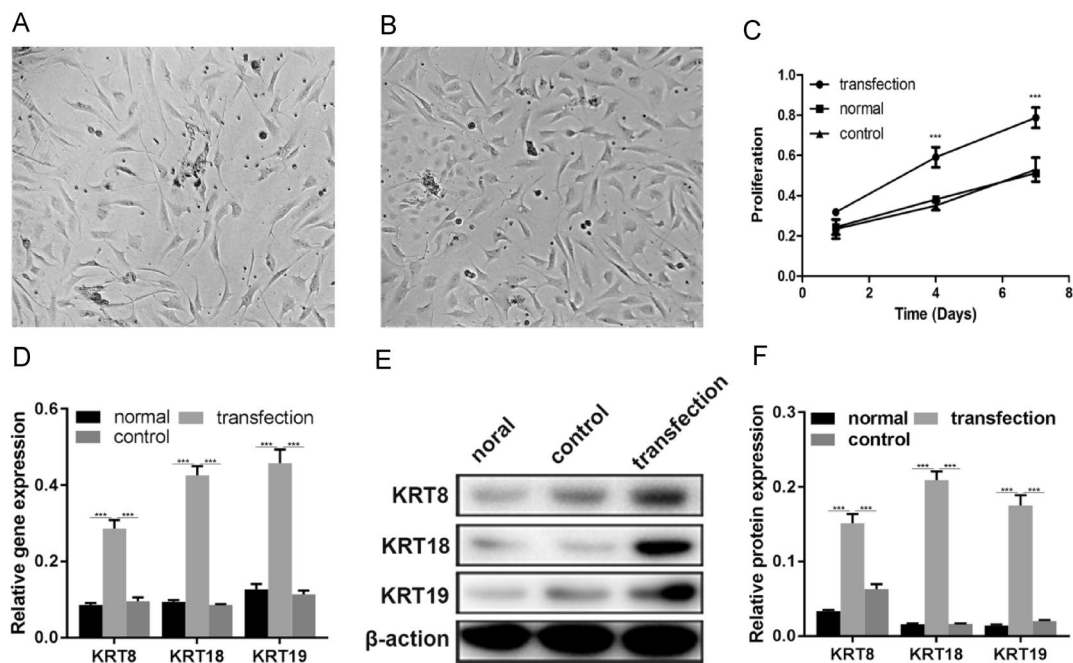 A
B
C
1.0
0.8
0.6
0.4
0.2
0.0
0 2 4 6 8
Proliferation
Time (Days)
transfection
normal
control
***
***
D
0.6
0.4
0.2
0.0
Relative gene expression
normal transfection
control
*** ***
*** ***
*** ***
KRT8 KRT18 KRT19
E
noral control transfection
KRT8
KRT18
KRT19
β-action
F
0.3
0.2
0.1
0.0
Relative protein expression
normal transfection
control
*** ***
*** ***
*** ***
KRT8 KRT18 KRT19